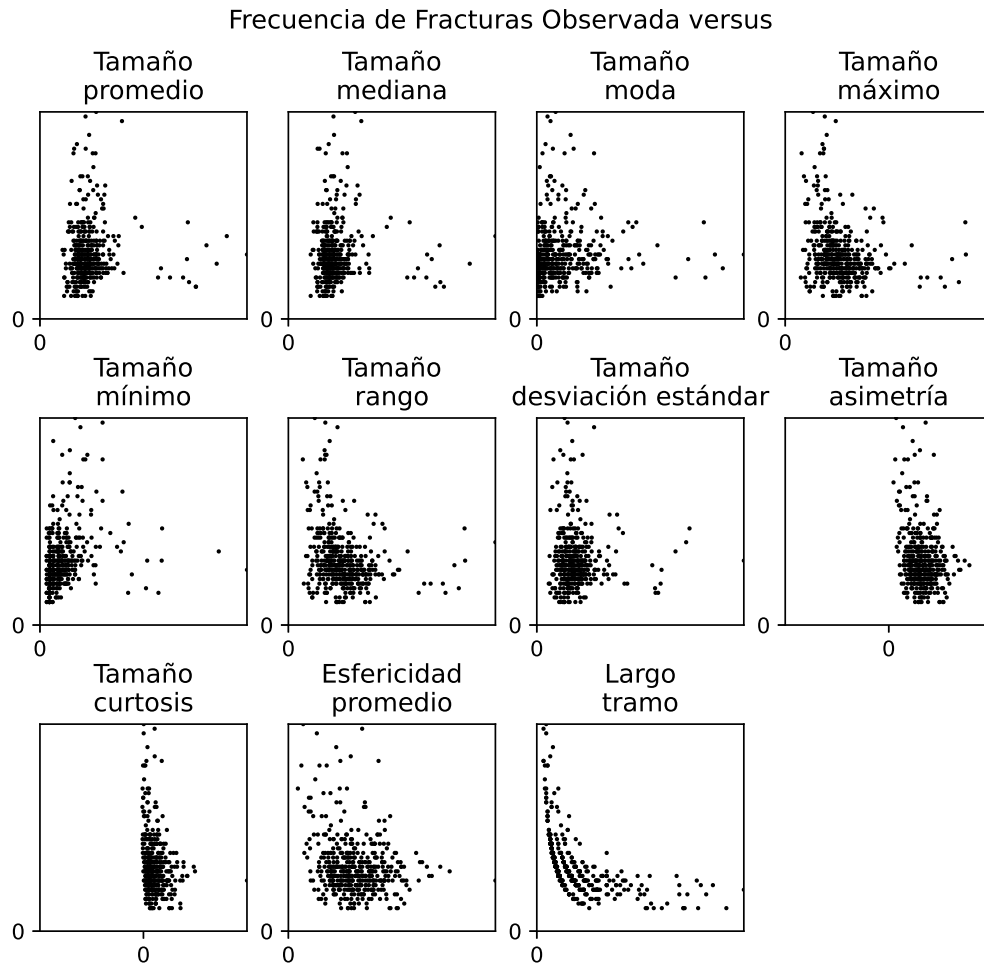 Frecuencia de Fracturas Observada versus
Tamaño
promedio
Tamaño
mediana
Tamaño
moda
Tamaño
máximo
0
0
0
0
0
0
0
0
Tamaño
mínimo
Tamaño
rango
Tamaño
desviación estándar
Tamaño
asimetría
0
0
0
0
0
0
0
0
Tamaño
curtosis
Esfericidad
promedio
Largo
tramo
0
0
0
0
0
0